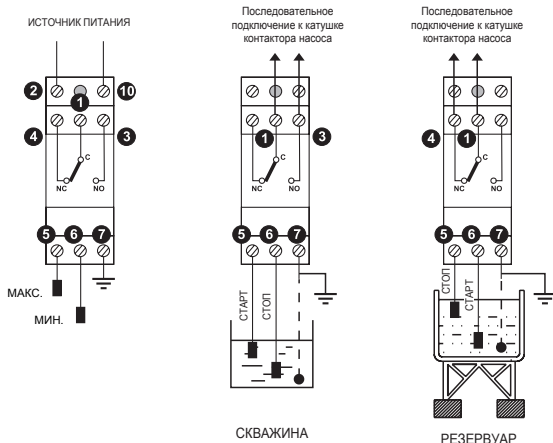 ИСТОЧНИК ПИТАНИЯ
2
10
1
4
3
C
NC
NO
5
6
7
МАКС.
МИН.
Последовательное
подключение к катушке
контактора насоса
1
3
C
NC
NO
5
6
7
СТАРТ
СТОП
СКВАЖИНА
Последовательное
подключение к катушке
контактора насоса
4
1
C
NC
NO
5
6
7
СТОП
СТАРТ
РЕЗЕРВУАР